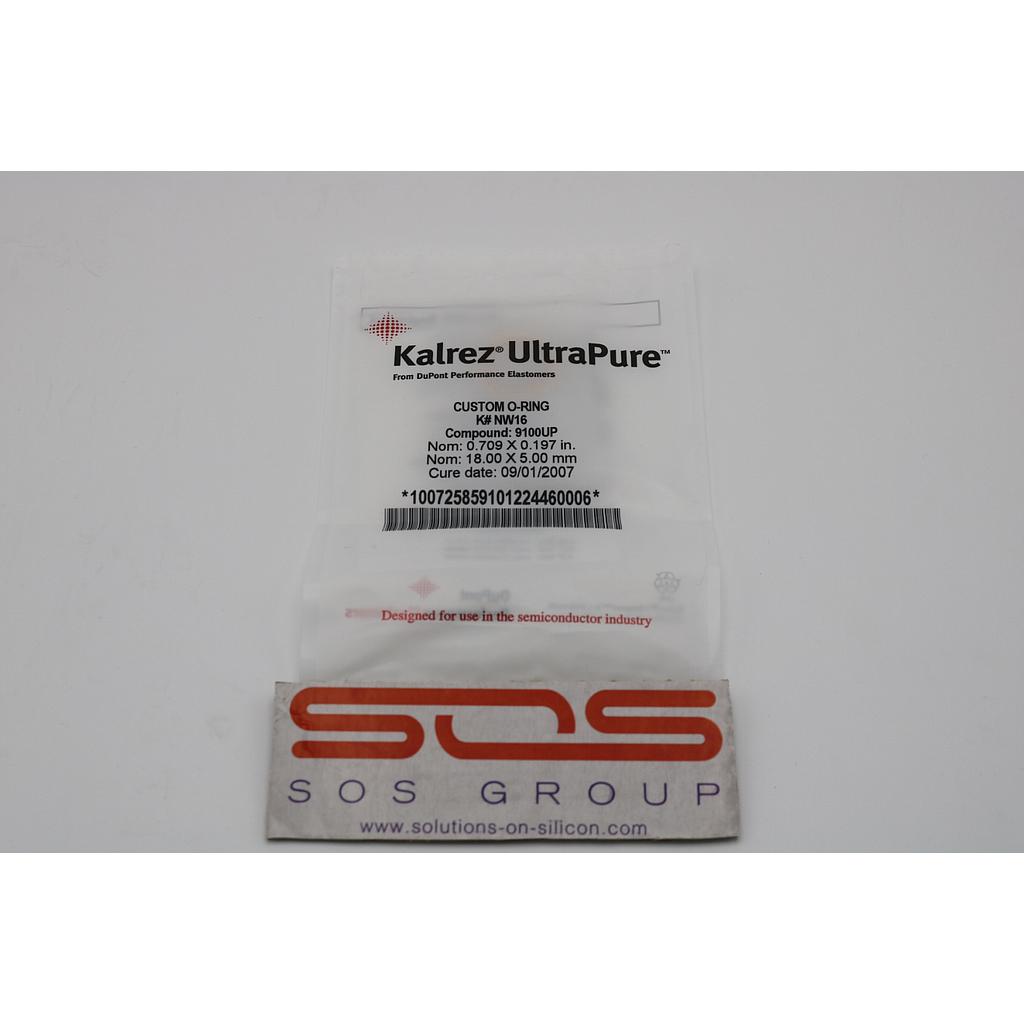 Kalrez® UltraPure™
From DuPont Performance Elastomers
CUSTOM O-RING
K# NW16
Compound: 9100UP
Nom: 0.709 X 0.197 in.
Nom: 18.00 X 5.00 mm
Cure date: 09/01/2007
*100725859101224460006*
Designed for use in the semiconductor industry
SOS
SOS GROUP
www.solutions-on-silicon.com